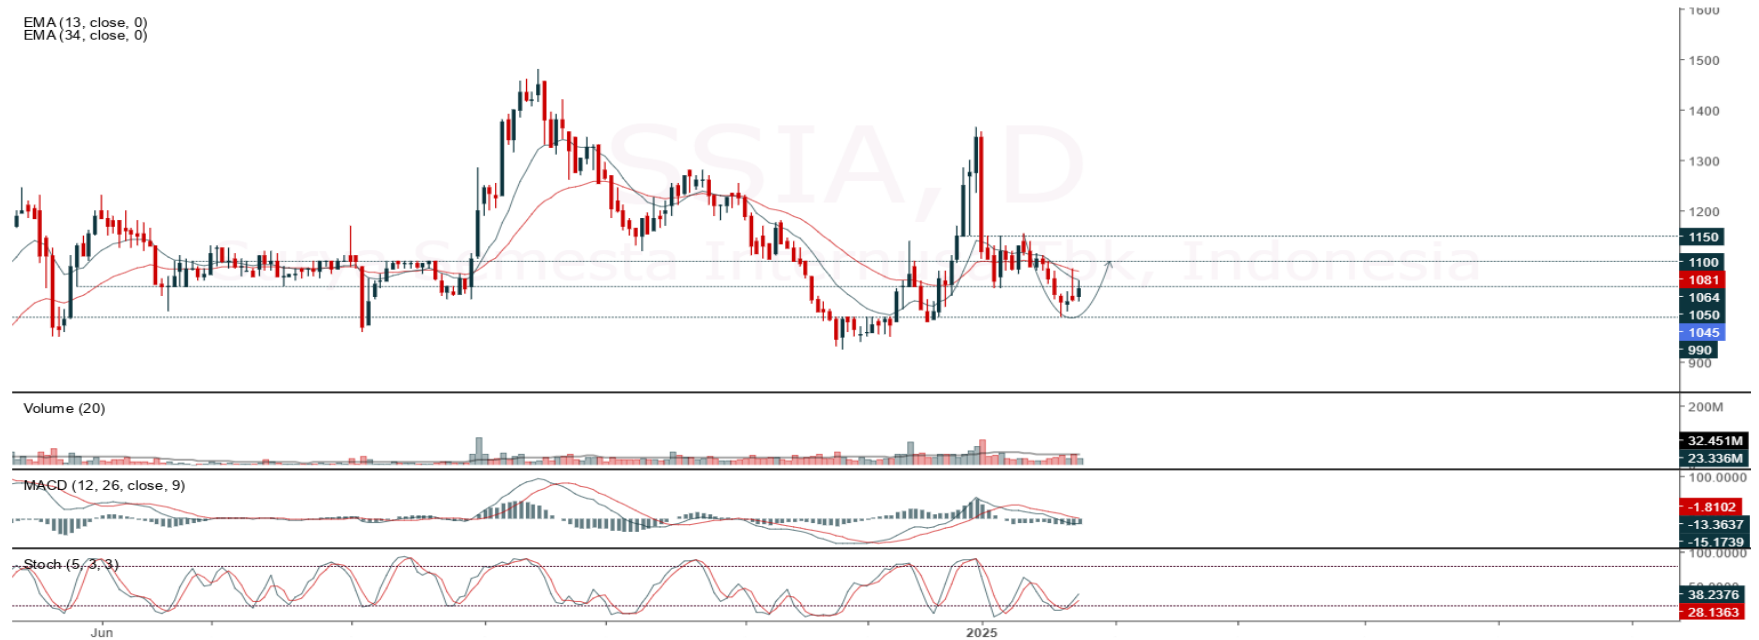 EMA (13, close, 0)
EMA (34, close, 0)
SSIA, D
Surya Semesta Internusa Tbk. Indonesia
1600
1500
1400
1300
1200
1150
1100
1081
1064
1050
1045
990
900
Volume (20)
200M
32.451M
23.336M
MACD (12, 26, close, 9)
100.0000
-1.8102
-13.3637
-15.1739
Stoch (5, 3, 3)
100.0000
50.0000
38.2376
28.1363
Jun
2025